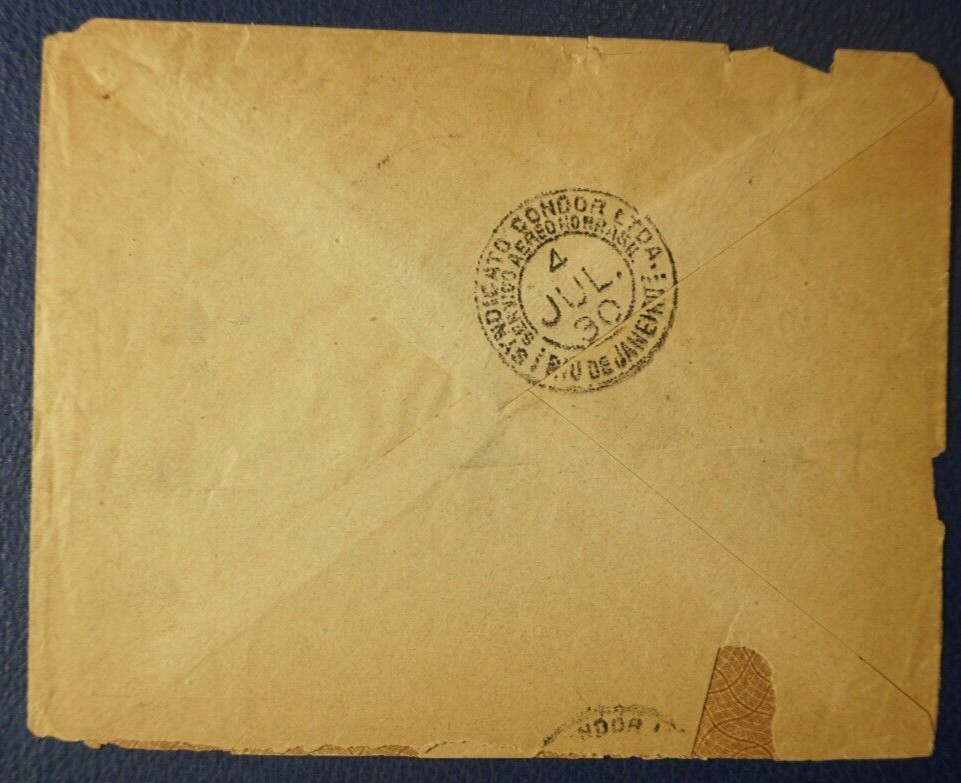 SYNDICATO CONDOR LTDA.
SERVIÇO AEREO NO BRASIL
4
JUL.
30
RIO DE JANEIRO
NDOR